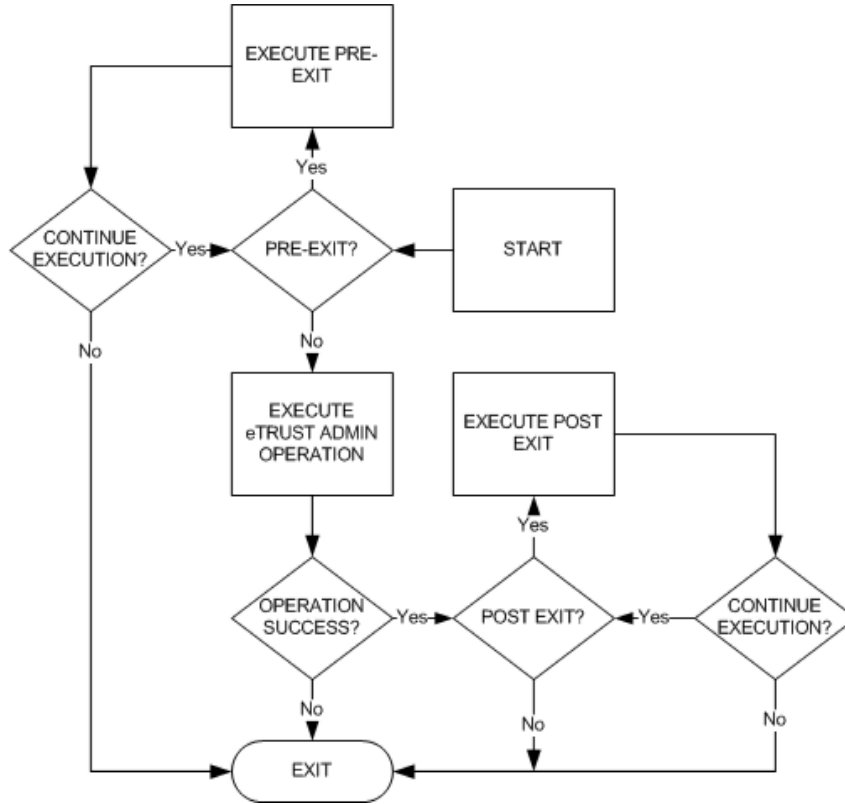 EXECUTE PRE-
EXIT
Yes
CONTINUE
EXECUTION?
Yes
PRE-EXIT?
START
No
No
EXECUTE
eTRUST ADMIN
OPERATION
EXECUTE POST
EXIT
Yes
OPERATION
SUCCESS?
Yes
POST EXIT?
Yes
CONTINUE
EXECUTION?
No
No
No
EXIT